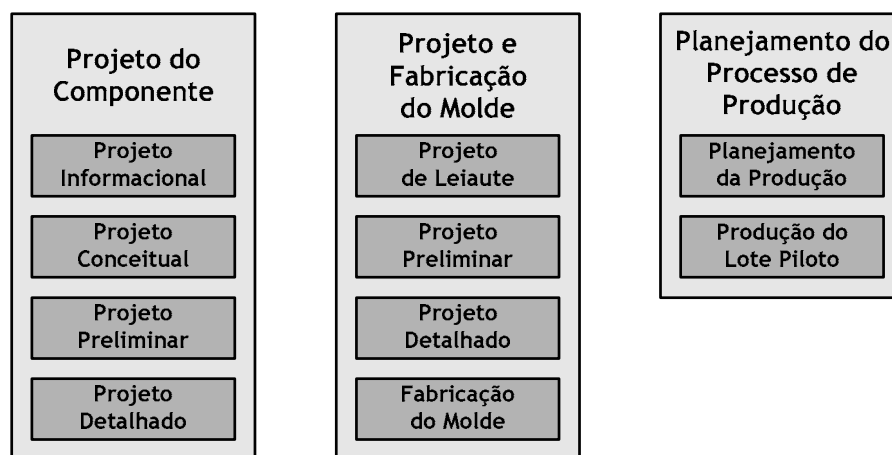 Projeto do
Componente
Projeto
Informacional
Projeto
Conceitual
Projeto
Preliminar
Projeto
Detalhado
Projeto e
Fabricação
do Molde
Projeto
de Leiaute
Projeto
Preliminar
Projeto
Detalhado
Fabricação
do Molde
Planejamento do
Processo de
Produção
Planejamento
da Produção
Produção do
Lote Piloto